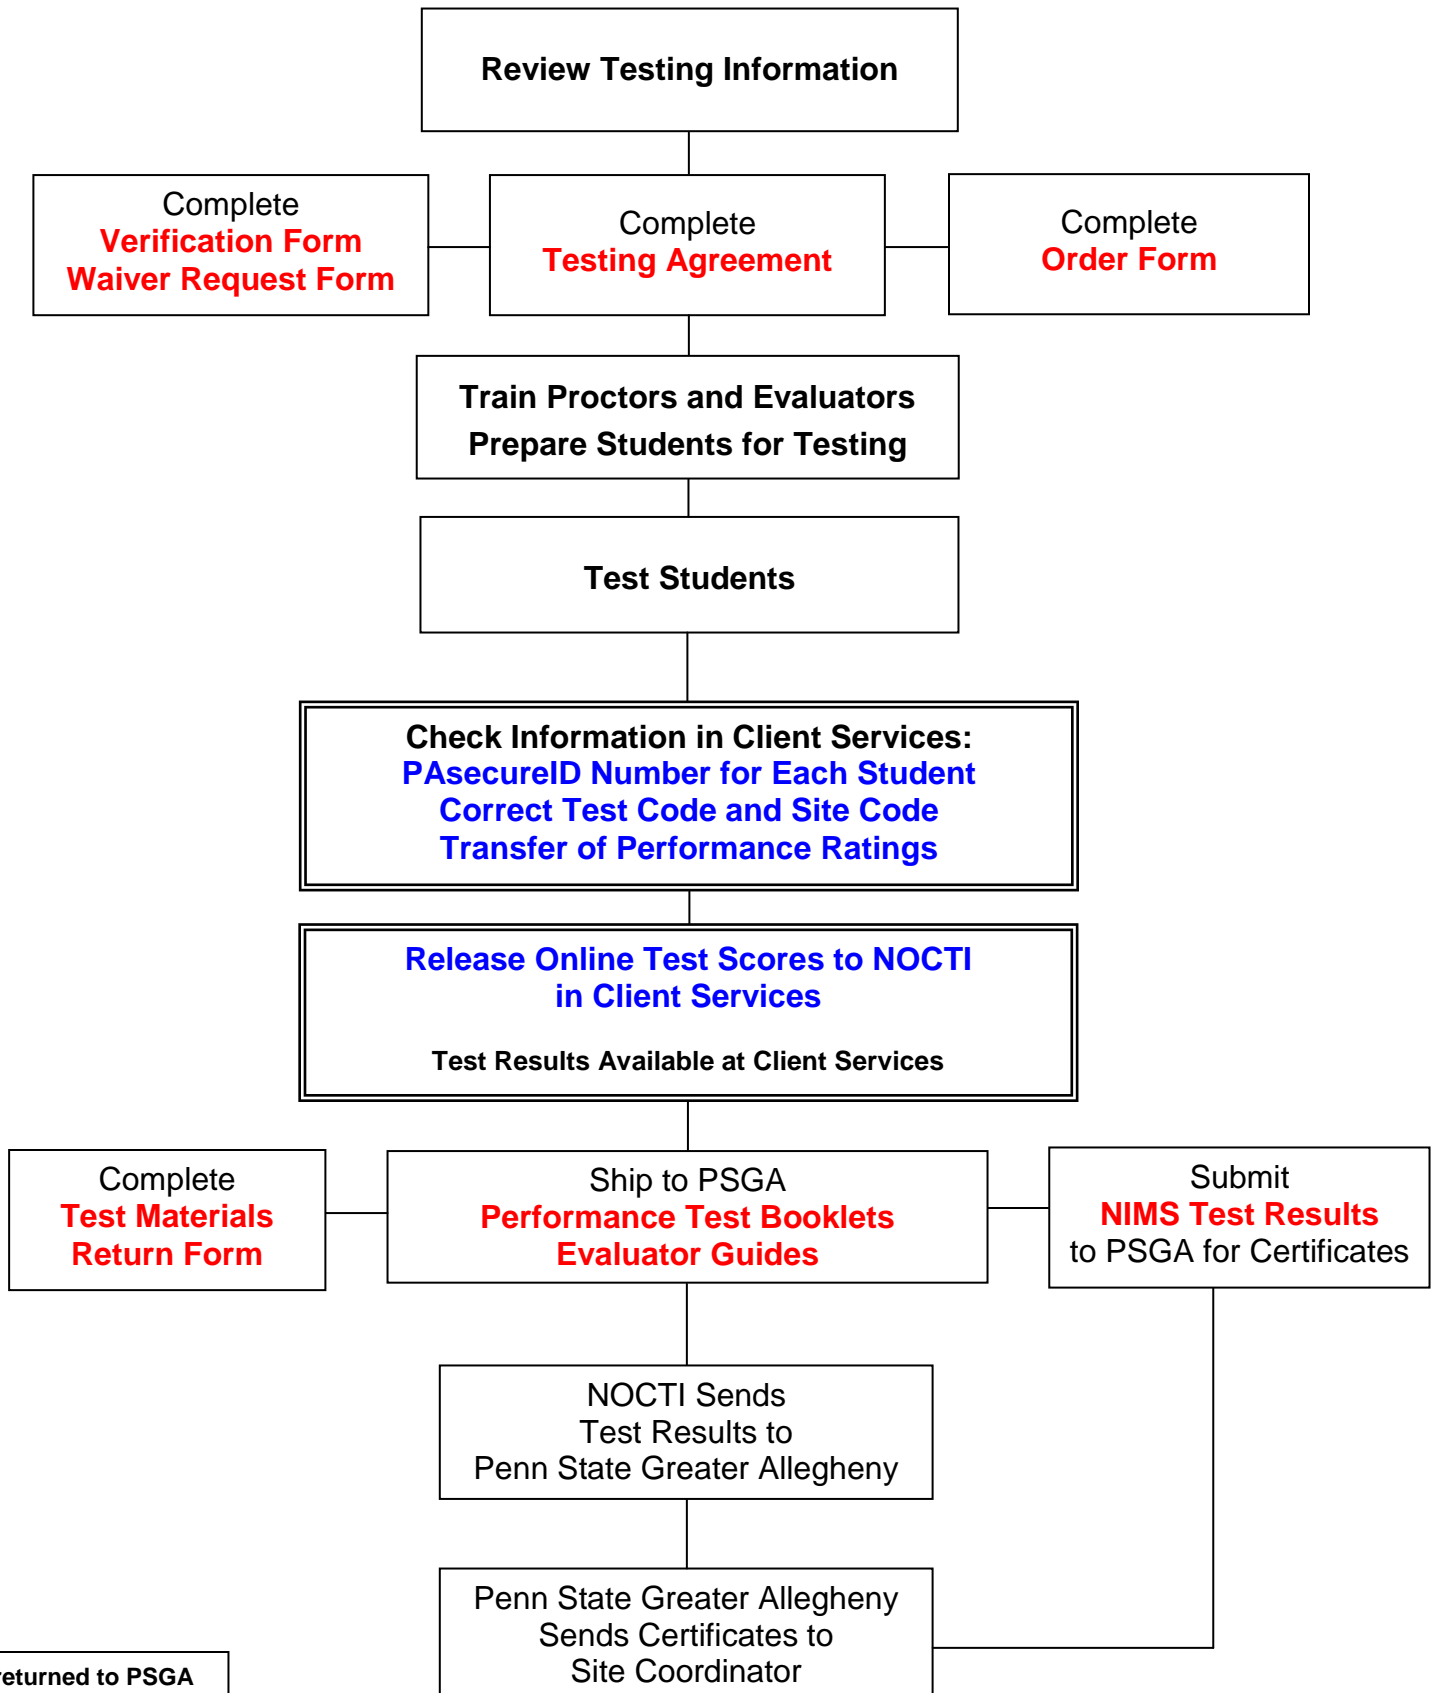 Review Testing Information
Complete
Verification Form
Waiver Request Form
Complete
Testing Agreement
Complete
Order Form
Train Proctors and Evaluators
Prepare Students for Testing
Test Students
Check Information in Client Services:
PAsecureID Number for Each Student
Correct Test Code and Site Code
Transfer of Performance Ratings
Release Online Test Scores to NOCTI
in Client Services
Test Results Available at Client Services
Complete
Test Materials
Return Form
Ship to PSGA
Performance Test Booklets
Evaluator Guides
Submit
NIMS Test Results
to PSGA for Certificates
NOCTI Sends
Test Results to
Penn State Greater Allegheny
Penn State Greater Allegheny
Sends Certificates to
Site Coordinator
returned to PSGA